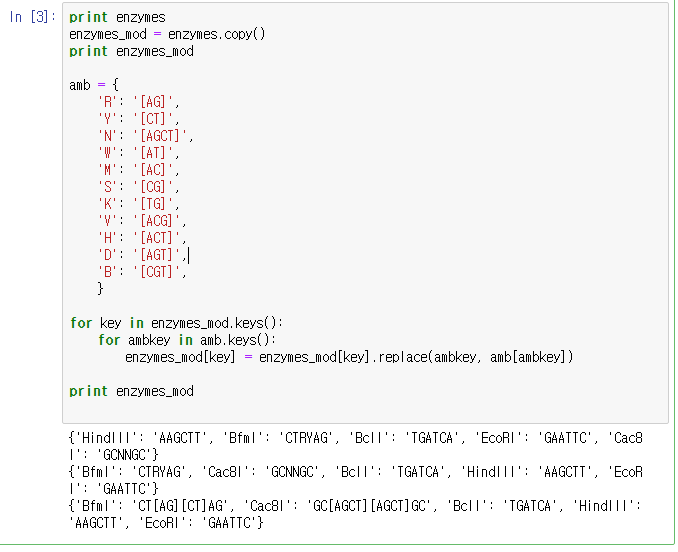 In [3]:
print enzymes
enzymes_mod = enzymes.copy()
print enzymes_mod
amb = {
'R': '[AG]',
'Y': '[CT]',
'N': '[AGCT]',
'W': '[AT]',
'M': '[AC]',
'S': '[CG]',
'K': '[TG]',
'V': '[ACG]',
'H': '[ACT]',
'D': '[AGT]',
'B': '[CGT]',
}
for key in enzymes_mod.keys():
for ambkey in amb.keys():
enzymes_mod[key] = enzymes_mod[key].replace(ambkey, amb[ambkey])
print enzymes_mod
{'HindIII': 'AAGCTT', 'BfmI': 'CTRYAG', 'BclI': 'TGATCA', 'EcoRI': 'GAATTC', 'Cac8
I': 'GCNNGC'}
{'BfmI': 'CTRYAG', 'Cac8I': 'GCNNGC', 'BclI': 'TGATCA', 'HindIII': 'AAGCTT', 'EcoR
I': 'GAATTC'}
{'BfmI': 'CT[AG][CT]AG', 'Cac8I': 'GC[AGCT][AGCT]GC', 'BclI': 'TGATCA', 'HindIII':
'AAGCTT', 'EcoRI': 'GAATTC'}